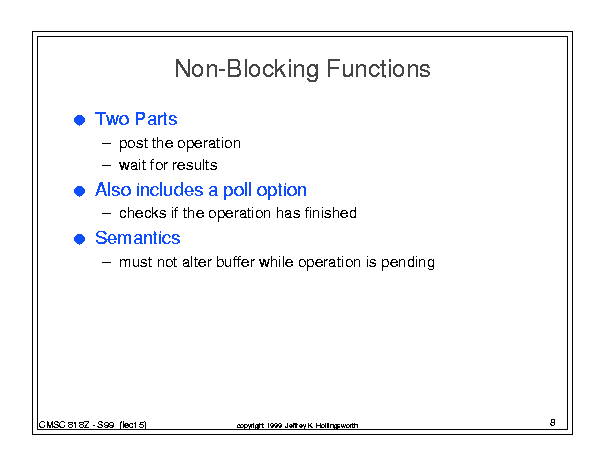 Non-Blocking Functions
● Two Parts
– post the operation
– wait for results
● Also includes a poll option
– checks if the operation has finished
● Semantics
– must not alter buffer while operation is pending
CMSC 818Z - S99 (lect 5)
copyright 1999 Jeffrey K. Hollingsworth
8